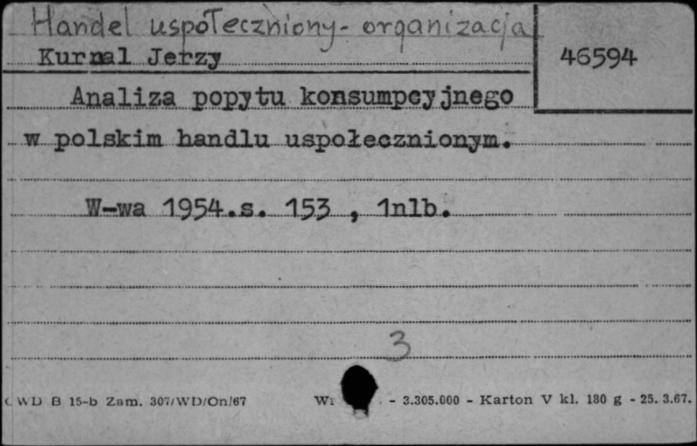 Handel uspołeczniony - organizacja
Kurnal Jerzy
46594
Analiza popytu konsumpcyjnego
w polskim handlu uspołecznionym.
W-wa 1954.s. 153 , 1nlb.
3
CWD B 15-b Zam. 307/WD/On/67 - 3.305.000 - Karton V kl. 180 g - 25. 3.67.